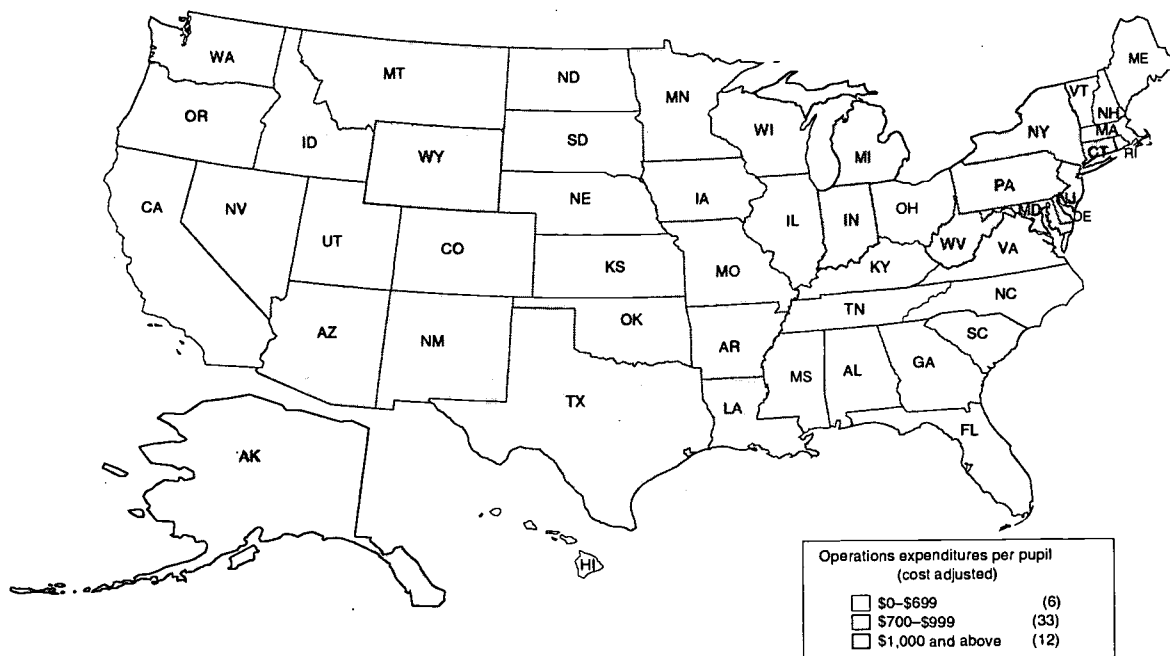 WA
MT
ND
MN
ME
VT
NH
OR
ID
SD
WI
NY
MA
WY
MI
CT
RI
CA
NV
NE
IA
PA
NJ
UT
CO
IL
IN
OH
MD
DE
KS
MO
WV
VA
KY
AZ
NM
OK
TN
NC
AR
SC
MS
AL
GA
TX
LA
FL
AK
HI
Operations expenditures per pupil
(cost adjusted)
$0–$699 (6)
$700–$999 (33)
$1,000 and above (12)